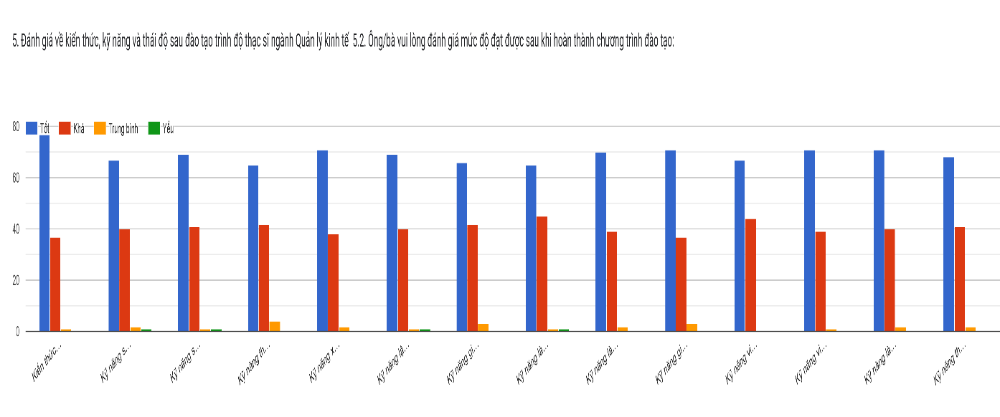 5. Đánh giá về kiến thức, kỹ năng và thái độ sau đào tạo trình độ thạc sĩ ngành Quản lý kinh tế 5.2. Ông/bà vui lòng đánh giá mức độ đạt được sau khi hoàn thành chương trình đào tạo:
Tốt Khá Trung bình Yếu
80
60
40
20
0
Kiến thức...
Kỹ năng s...
Kỹ năng s...
Kỹ năng th...
Kỹ năng x...
Kỹ năng là...
Kỹ năng gi...
Kỹ năng là...
Kỹ năng là...
Kỹ năng gi...
Kỹ năng vi...
Kỹ năng vi...
Kỹ năng là...
Kỹ năng th...